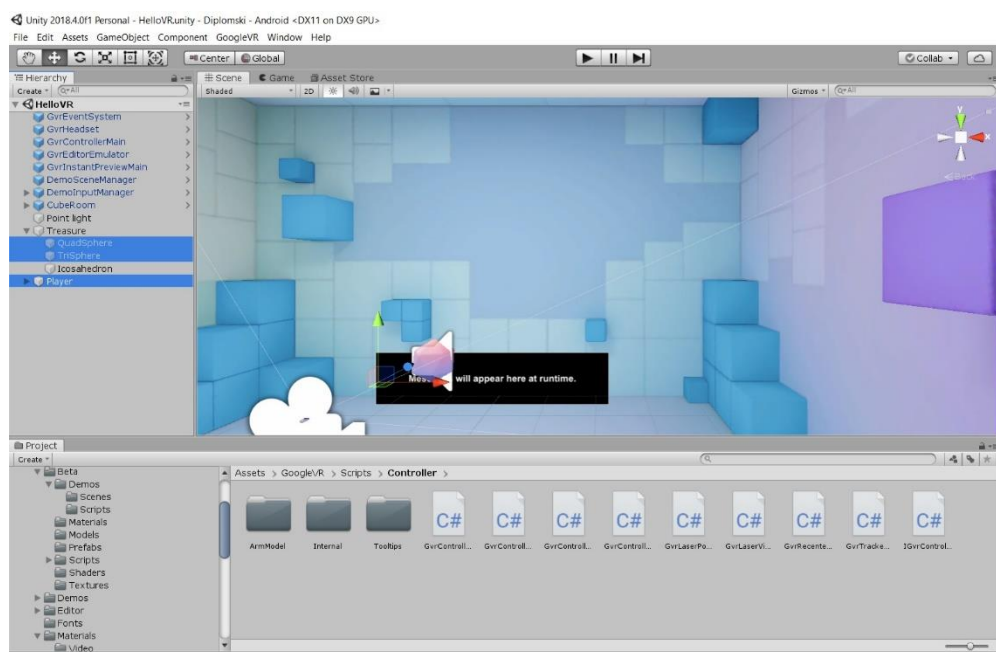 Unity 2018.4.0f1 Personal - HelloVR.unity - Diplomski - Android <DX11 on DX9 GPU>
File Edit Assets GameObject Component GoogleVR Window Help
Center Global Collab
Hierarchy Scene Game Asset Store
Create All Shaded 2D Gizmos All
HelloVR
GvrEventSystem
GvrHeadset
GvrControllerMain
GvrEditorEmulator
GvrInstantPreviewMain
DemoSceneManager
DemoInputManager
CubeRoom
Point light
Treasure
QuadSphere
TriSphere
Icosahedron
Player
y
x
Back
will appear here at runtime.
Project
Create
Beta
Demos
Scenes
Scripts
Materials
Models
Prefabs
Scripts
Shaders
Textures
Demos
Editor
Fonts
Materials
Video
Assets > GoogleVR > Scripts > Controller >
C# C# C# C# C# C# C# C# C#
ArmModel Internal Tooltips GvrControll... GvrControll... GvrControll... GvrControll... GvrLaserPo... GvrLaserVi... GvrRecente... GvrTracke... IGvrControl...